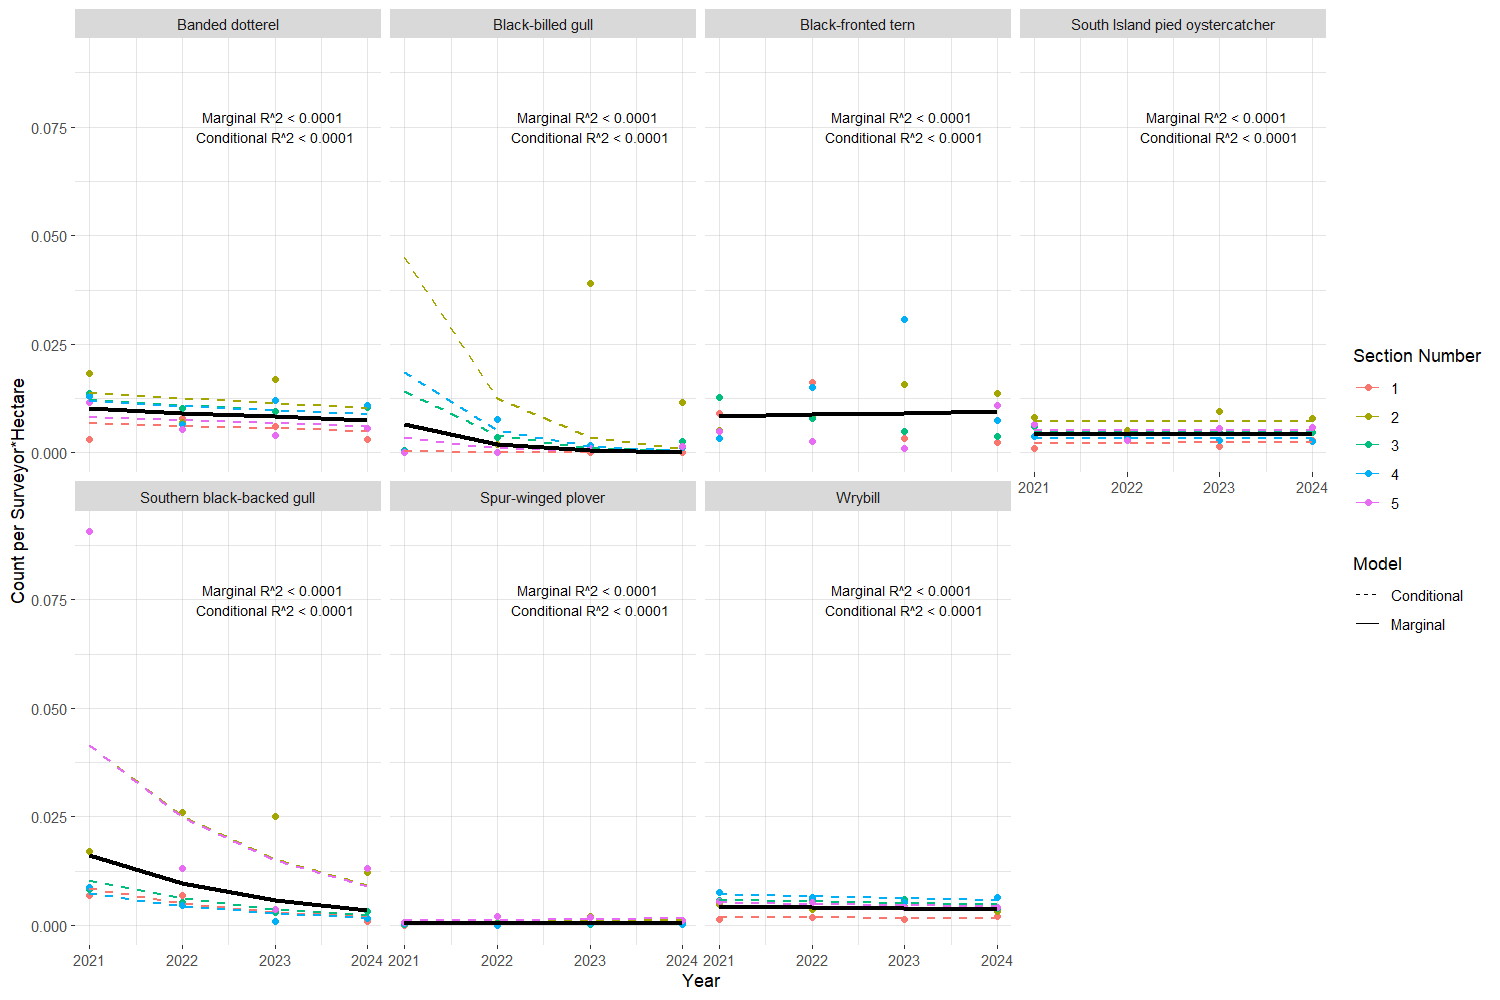 Banded dotterel
Black-billed gull
Black-fronted tern
South Island pied oystercatcher
Marginal R^2 < 0.0001
Conditional R^2 < 0.0001
Marginal R^2 < 0.0001
Conditional R^2 < 0.0001
Marginal R^2 < 0.0001
Conditional R^2 < 0.0001
Marginal R^2 < 0.0001
Conditional R^2 < 0.0001
0.075
0.050
0.025
0.000
2021 2022 2023 2024
Southern black-backed gull
Spur-winged plover
Wrybill
Marginal R^2 < 0.0001
Conditional R^2 < 0.0001
Marginal R^2 < 0.0001
Conditional R^2 < 0.0001
Marginal R^2 < 0.0001
Conditional R^2 < 0.0001
0.075
0.050
0.025
0.000
2021 2022 2023 2024
2021 2022 2023 2024
2021 2022 2023 2024
Year
Count per Surveyor*Hectare
Section Number
1
2
3
4
5
Model
Conditional
Marginal